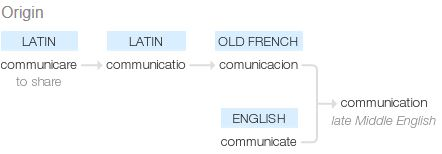 Origin
LATIN LATIN OLD FRENCH
communicare communicatio comunicacion
to share
communication
late Middle English
ENGLISH
communicate